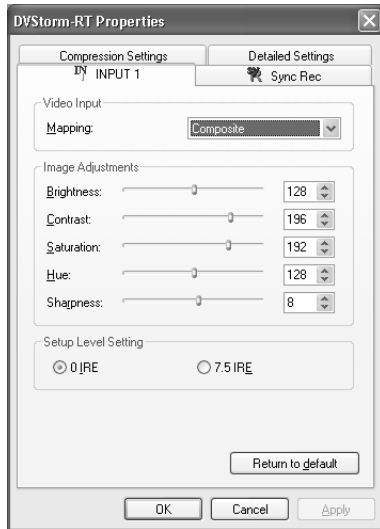 DVStorm-RT Properties
Compression Settings
Detailed Settings
INPUT 1
Sync Rec
Video Input
Mapping:
Composite
Image Adjustments
Brightness:
128
Contrast:
196
Saturation:
192
Hue:
128
Sharpness:
8
Setup Level Setting
0 IRE
7.5 IRE
Return to default
OK
Cancel
Apply